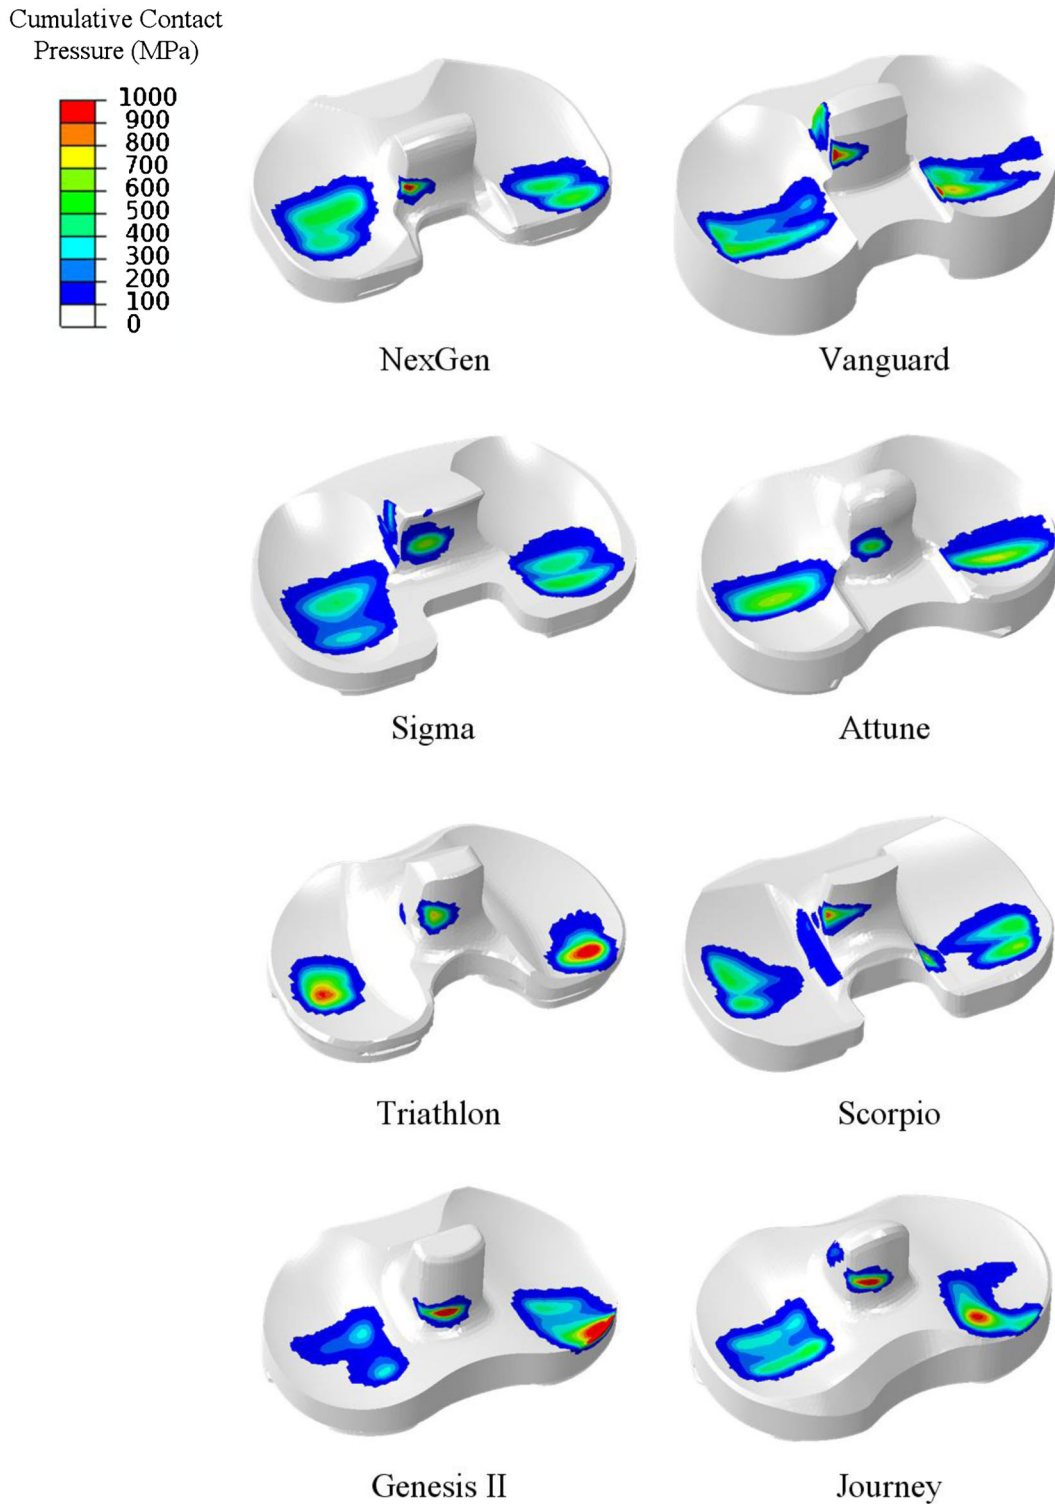 Cumulative Contact
Pressure (MPa)
1000
900
800
700
600
500
400
300
200
100
0
NexGen
Vanguard
Sigma
Attune
Triathlon
Scorpio
Genesis II
Journey